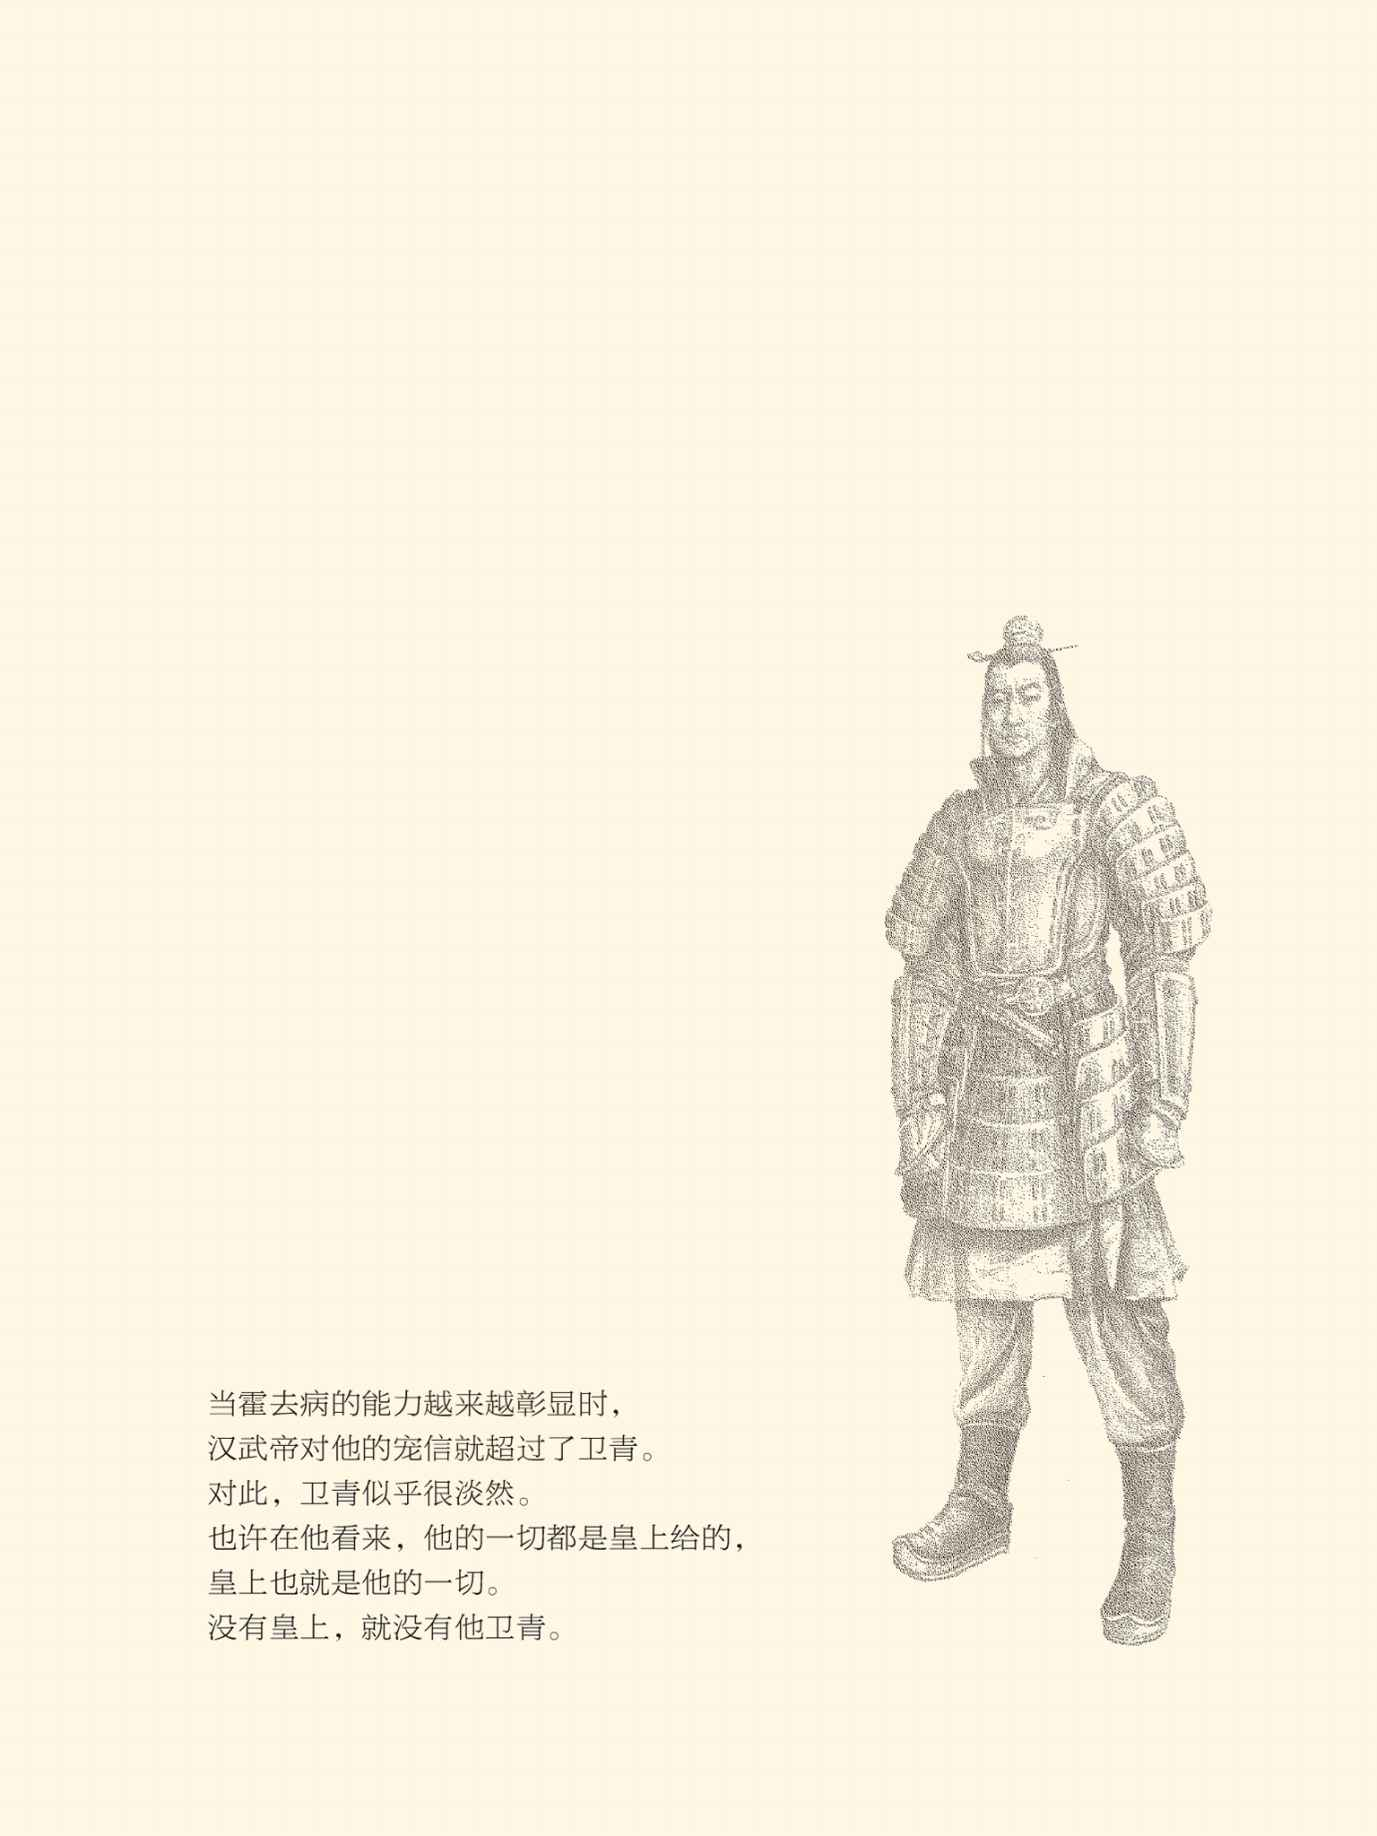 当霍去病的能力越来越彰显时，
汉武帝对他的宠信就超过了卫青。
对此，卫青似乎很淡然。
也许在他看来，他的一切都是皇上给的，
皇上也就是他的一切。
没有皇上，就没有他卫青。